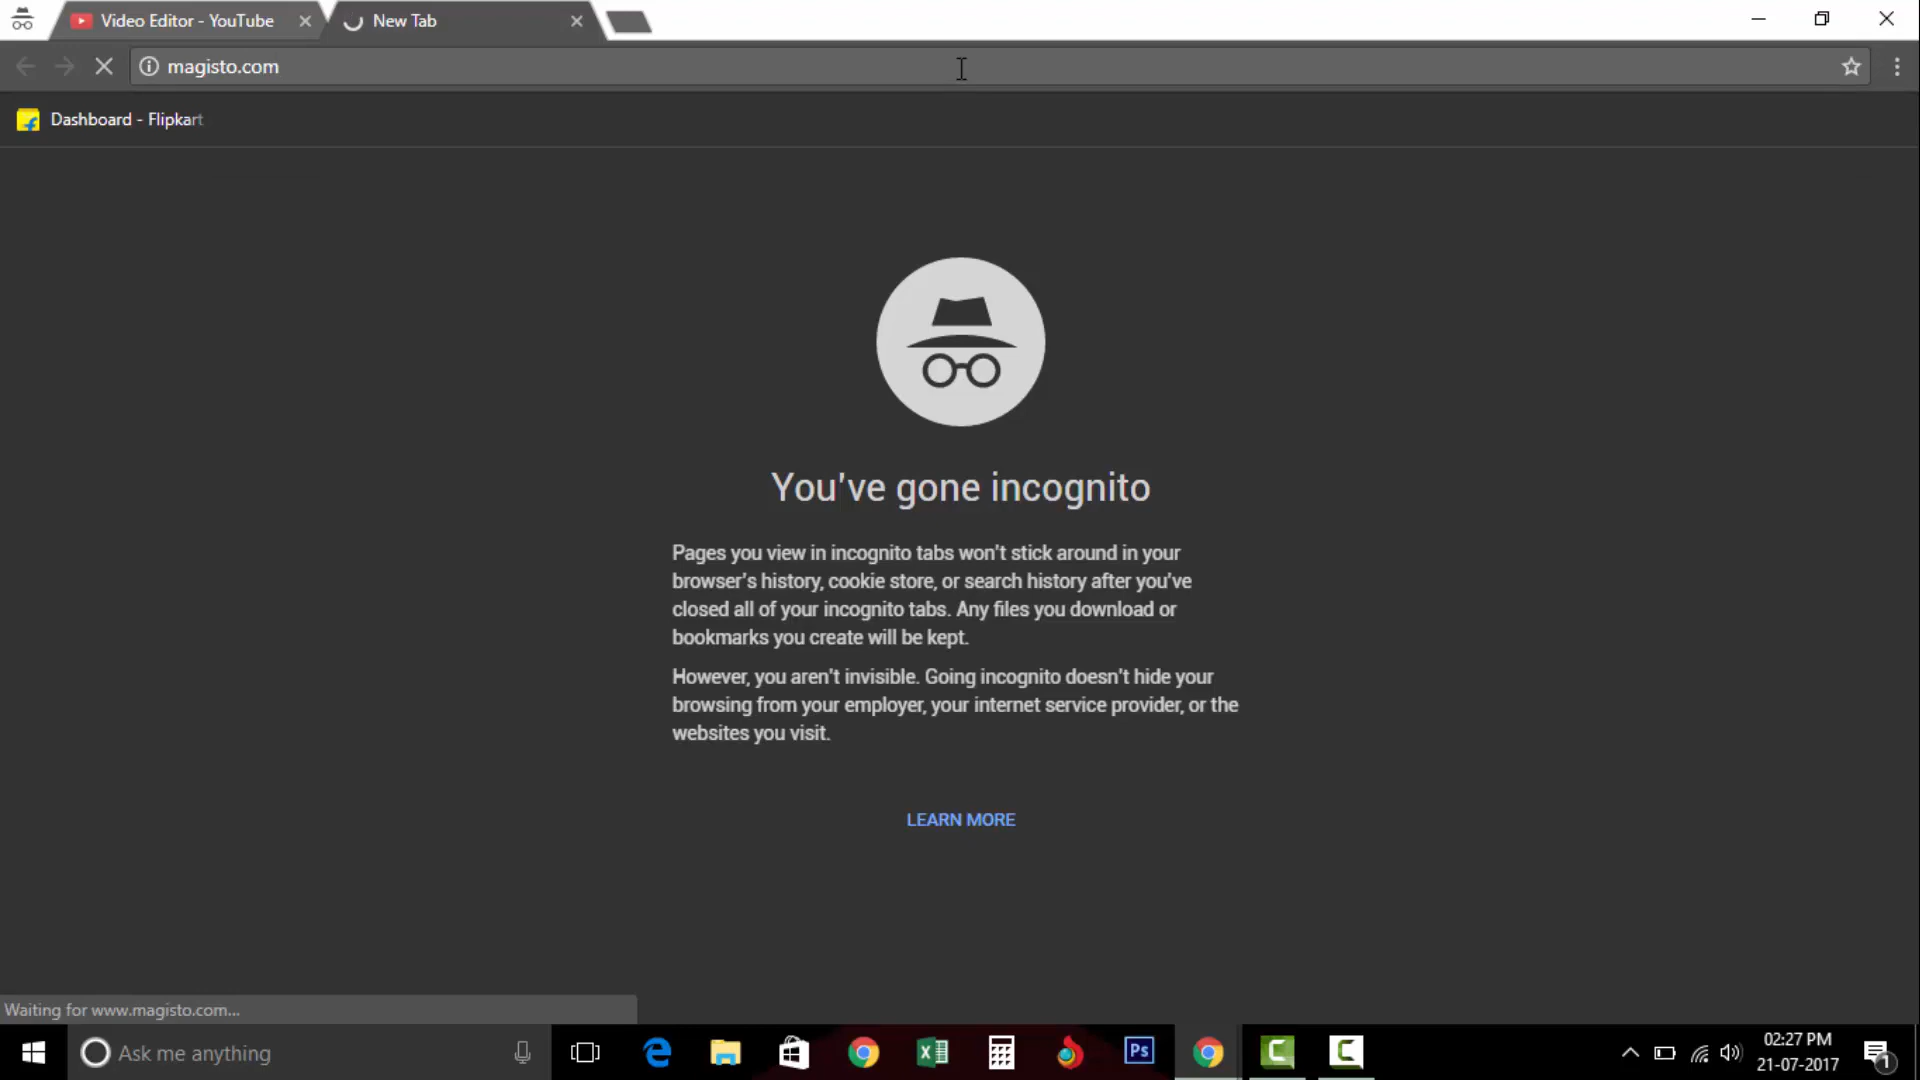 Video Editor - YouTube
New Tab
magisto.com
Dashboard - Flipkart
You've gone incognito
Pages you view in incognito tabs won't stick around in your
browser's history, cookie store, or search history after you've
closed all of your incognito tabs. Any files you download or
bookmarks you create will be kept.
However, you aren't invisible. Going incognito doesn't hide your
browsing from your employer, your internet service provider, or the
websites you visit.
LEARN MORE
Waiting for www.magisto.com...
Ask me anything
Ps
02:27 PM
21-07-2017
1